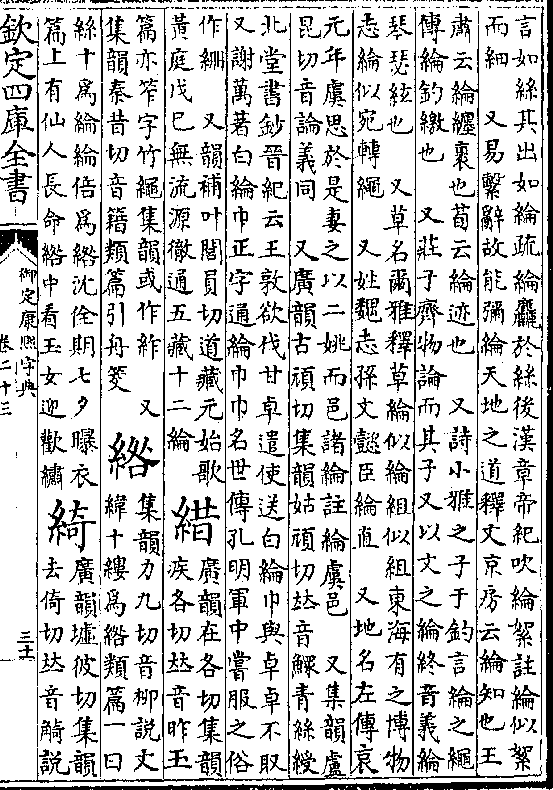 言如絲其出如綸疏綸麤於絲後漢章帝紀吹綸絮註綸似絮
而細　又易繫辭故能彌綸天地之道釋文京房云綸知也王
肅云綸纒裹也荀云綸迹也　又詩小雅之子于釣言綸之繩
傳綸釣繳也　又莊子齊物論而其子又以文之綸終音義綸
琴瑟絃也　又草名爾雅釋草綸似綸組似組東海有之博物
志綸似宛轉繩　又姓魏志孫文懿臣綸直　又地名左傳哀
元年虞思於是妻之以二姚而邑諸綸註綸虞邑　又集韻盧
昆切音論義同　又廣韻古頑切集韻姑頑切𠀤音鰥青絲綬
北堂書鈔晉紀云王敦欲伐甘卓遣使送白綸巾與卓卓不取
又謝萬著白綸巾正字通綸巾巾名世傳孔明軍中嘗服之俗
作綳　又韻補叶閭員切道藏元始歌
黃庭戊巳無流源徹通五藏十二綸　綪廣韻在各切集韻
疾各切𠀤音昨玉
篇亦筰字竹繩集韻或作絈　又
集韻秦昔切音籍類篇引舟筊　綹集韻力九切音柳説文
緯十縷爲綹類篇一曰
絲十爲綸綸倍爲綹沈佺期七夕曝衣
篇上有仙人長命綹中看玉女迎歡繡　綺廣韻墟彼切集韻
去倚切𠀤音觭説
欽定四庫全書
御定康熙字典
卷二十三
三十